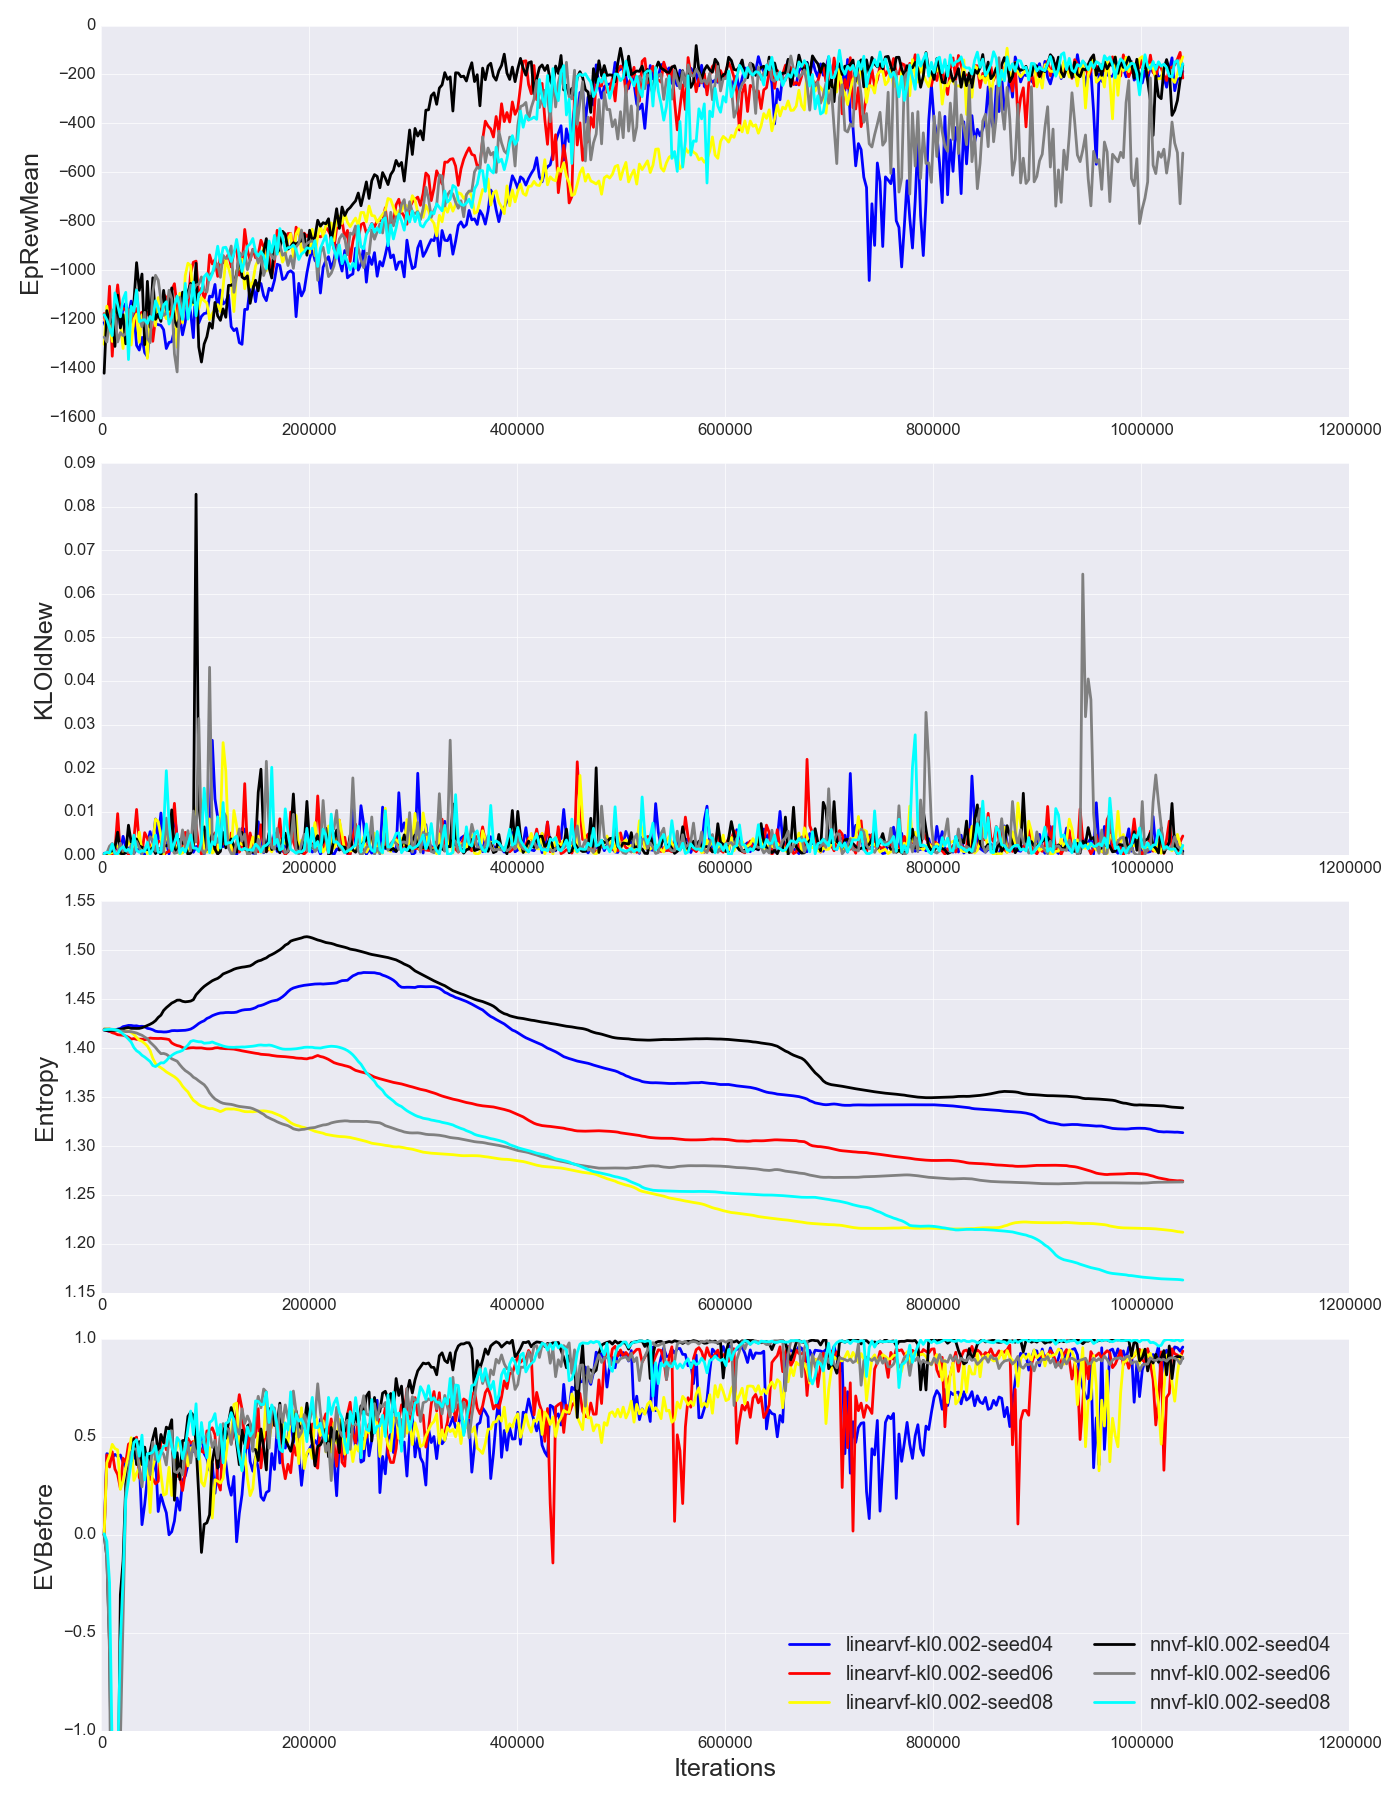 0
−200
−400
−600
−800
−1000
−1200
−1400
−1600
EpRewMean
0 200000 400000 600000 800000 1000000 1200000
0.09
0.08
0.07
0.06
0.05
0.04
0.03
0.02
0.01
0.00
KLOldNew
0 200000 400000 600000 800000 1000000 1200000
1.55
1.50
1.45
1.40
1.35
1.30
1.25
1.20
1.15
Entropy
0 200000 400000 600000 800000 1000000 1200000
1.0
0.5
0.0
−0.5
−1.0
EVBefore
linearvf-kl0.002-seed04 nnvf-kl0.002-seed04
linearvf-kl0.002-seed06 nnvf-kl0.002-seed06
linearvf-kl0.002-seed08 nnvf-kl0.002-seed08
0 200000 400000 600000 800000 1000000 1200000
Iterations